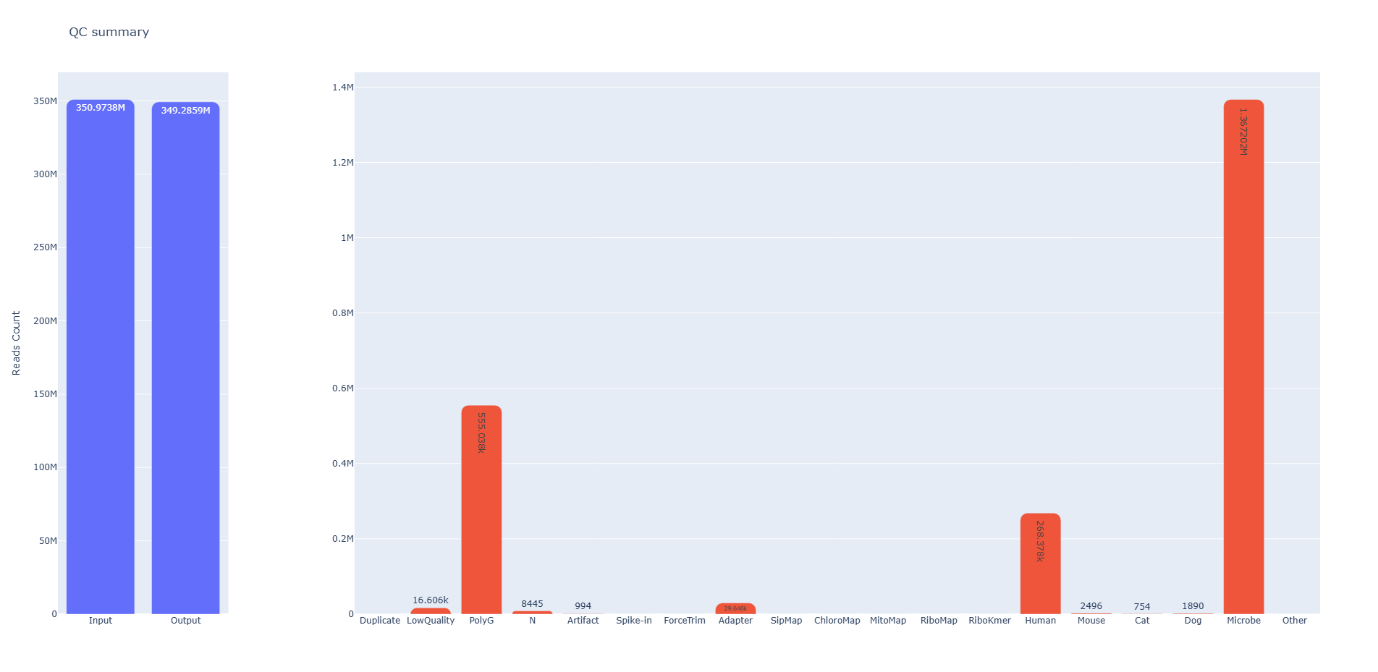 QC summary
Reads Count
350M
300M
250M
200M
150M
100M
50M
0
350.9738M
349.2859M
Input
Output
1.4M
1.2M
1M
0.8M
0.6M
0.4M
0.2M
0
16.606k
555.038k
8445
994
268.378k
2496
754
1890
1.367202M
Duplicate
LowQuality
PolyG
N
Artifact
Spike-in
ForceTrim
Adapter
SipMap
ChloroMap
MitoMap
RiboMap
RiboKmer
Human
Mouse
Cat
Dog
Microbe
Other